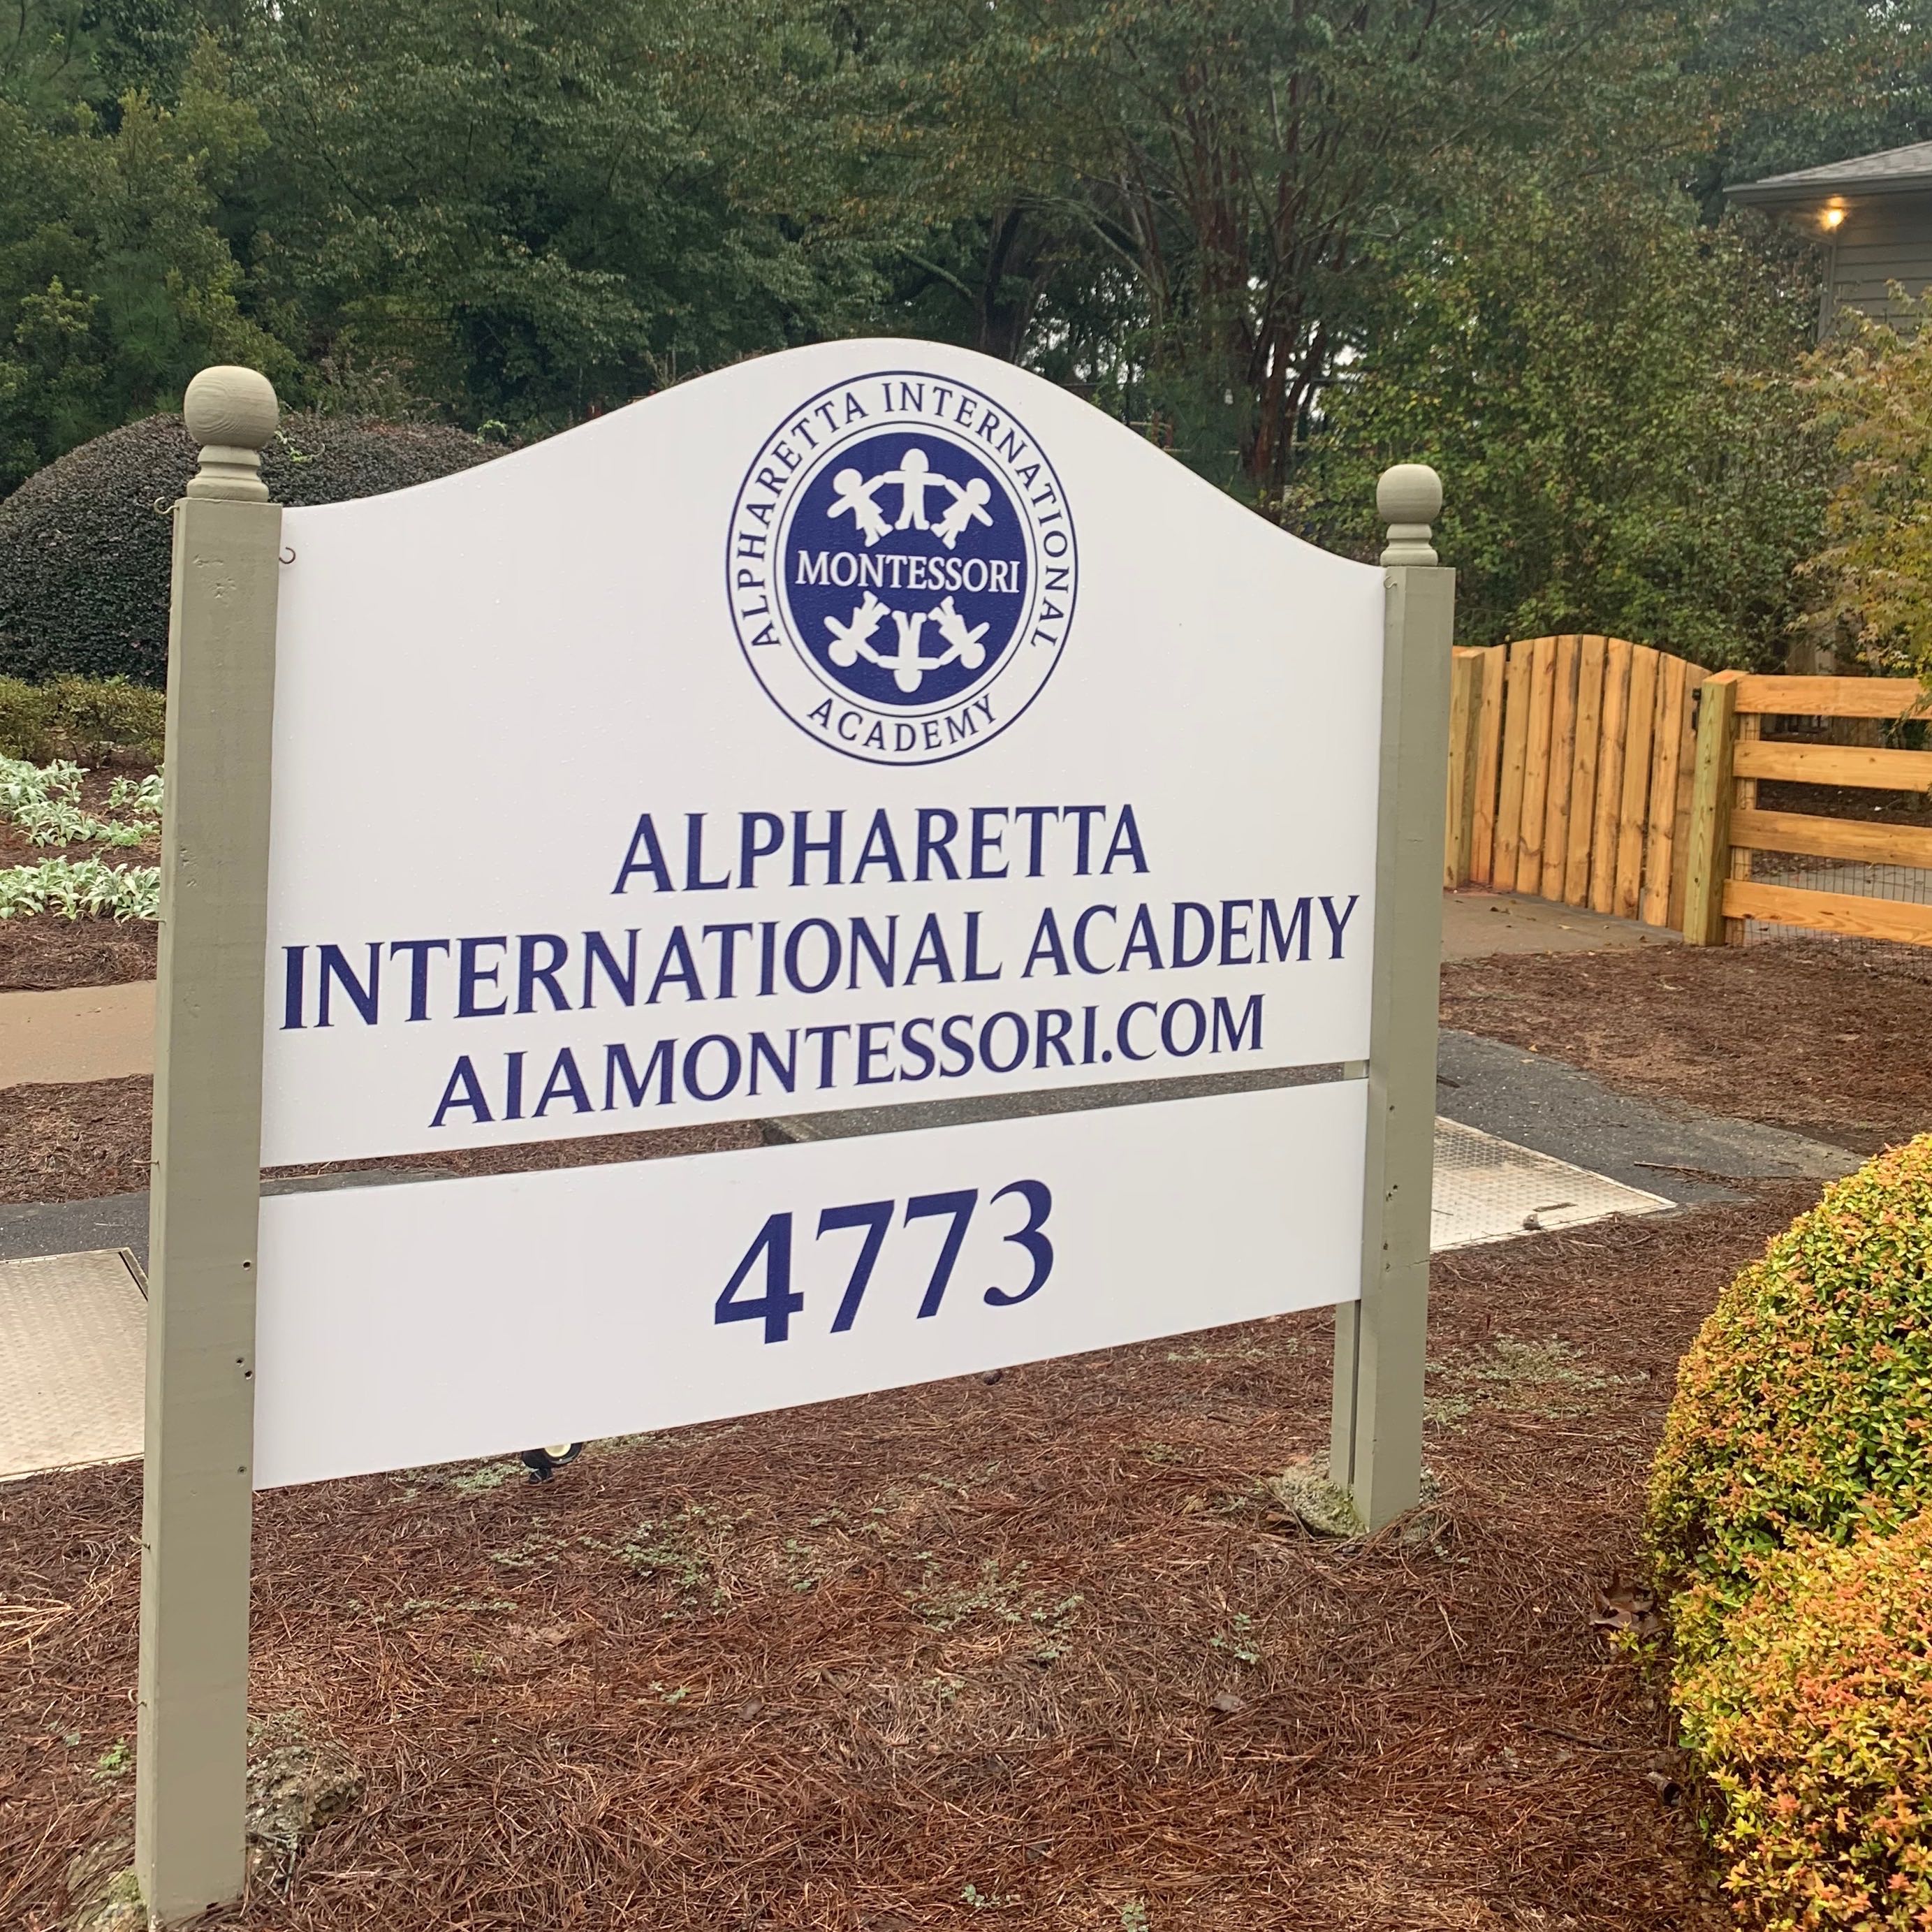 ALPHARETTA INTERNATIONAL
MONTESSORI
ACADEMY
ALPHARETTA
INTERNATIONAL ACADEMY
AIAMONTESSORI.COM
4773